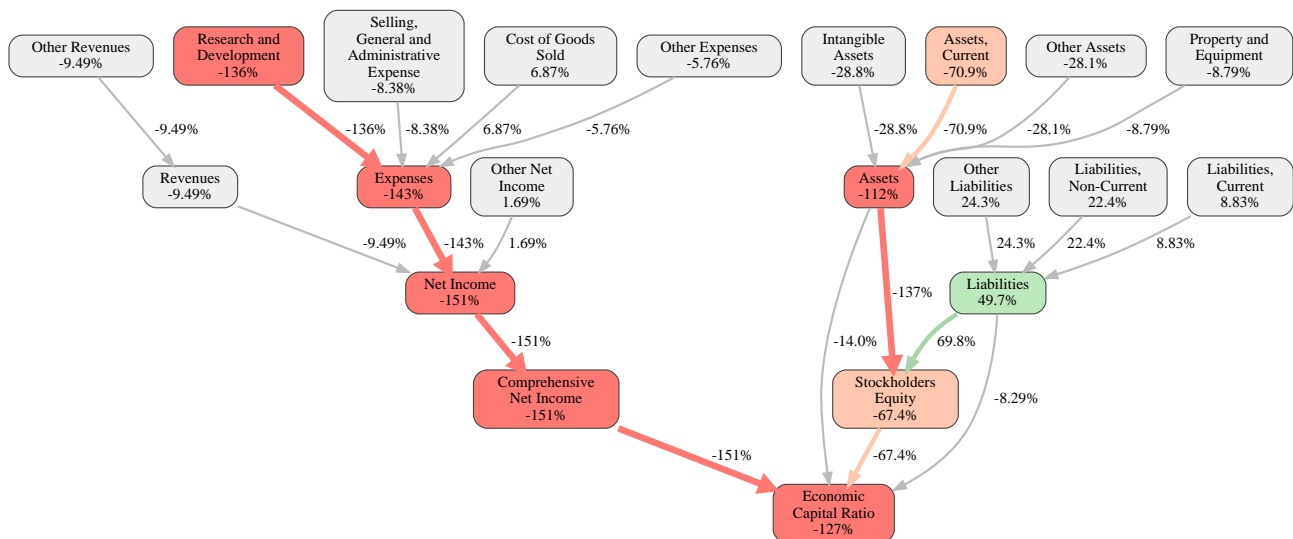 Other Revenues
-9.49%
Research and
Development
-136%
Selling,
General and
Administrative
Expense
-8.38%
Cost of Goods
Sold
6.87%
Other Expenses
-5.76%
Intangible
Assets
-28.8%
Assets,
Current
-70.9%
Other Assets
-28.1%
Property and
Equipment
-8.79%
-9.49%
-136%
-8.38%
6.87%
-5.76%
-28.8%
-70.9%
-28.1%
-8.79%
Revenues
-9.49%
Expenses
-143%
Other Net
Income
1.69%
Assets
-112%
Other
Liabilities
24.3%
Liabilities,
Non-Current
22.4%
Liabilities,
Current
8.83%
-9.49%
-143%
1.69%
24.3%
22.4%
8.83%
Net Income
-151%
-137%
Liabilities
49.7%
-151%
-14.0%
69.8%
Comprehensive
Net Income
-151%
Stockholders
Equity
-67.4%
-8.29%
-151%
-67.4%
Economic
Capital Ratio
-127%